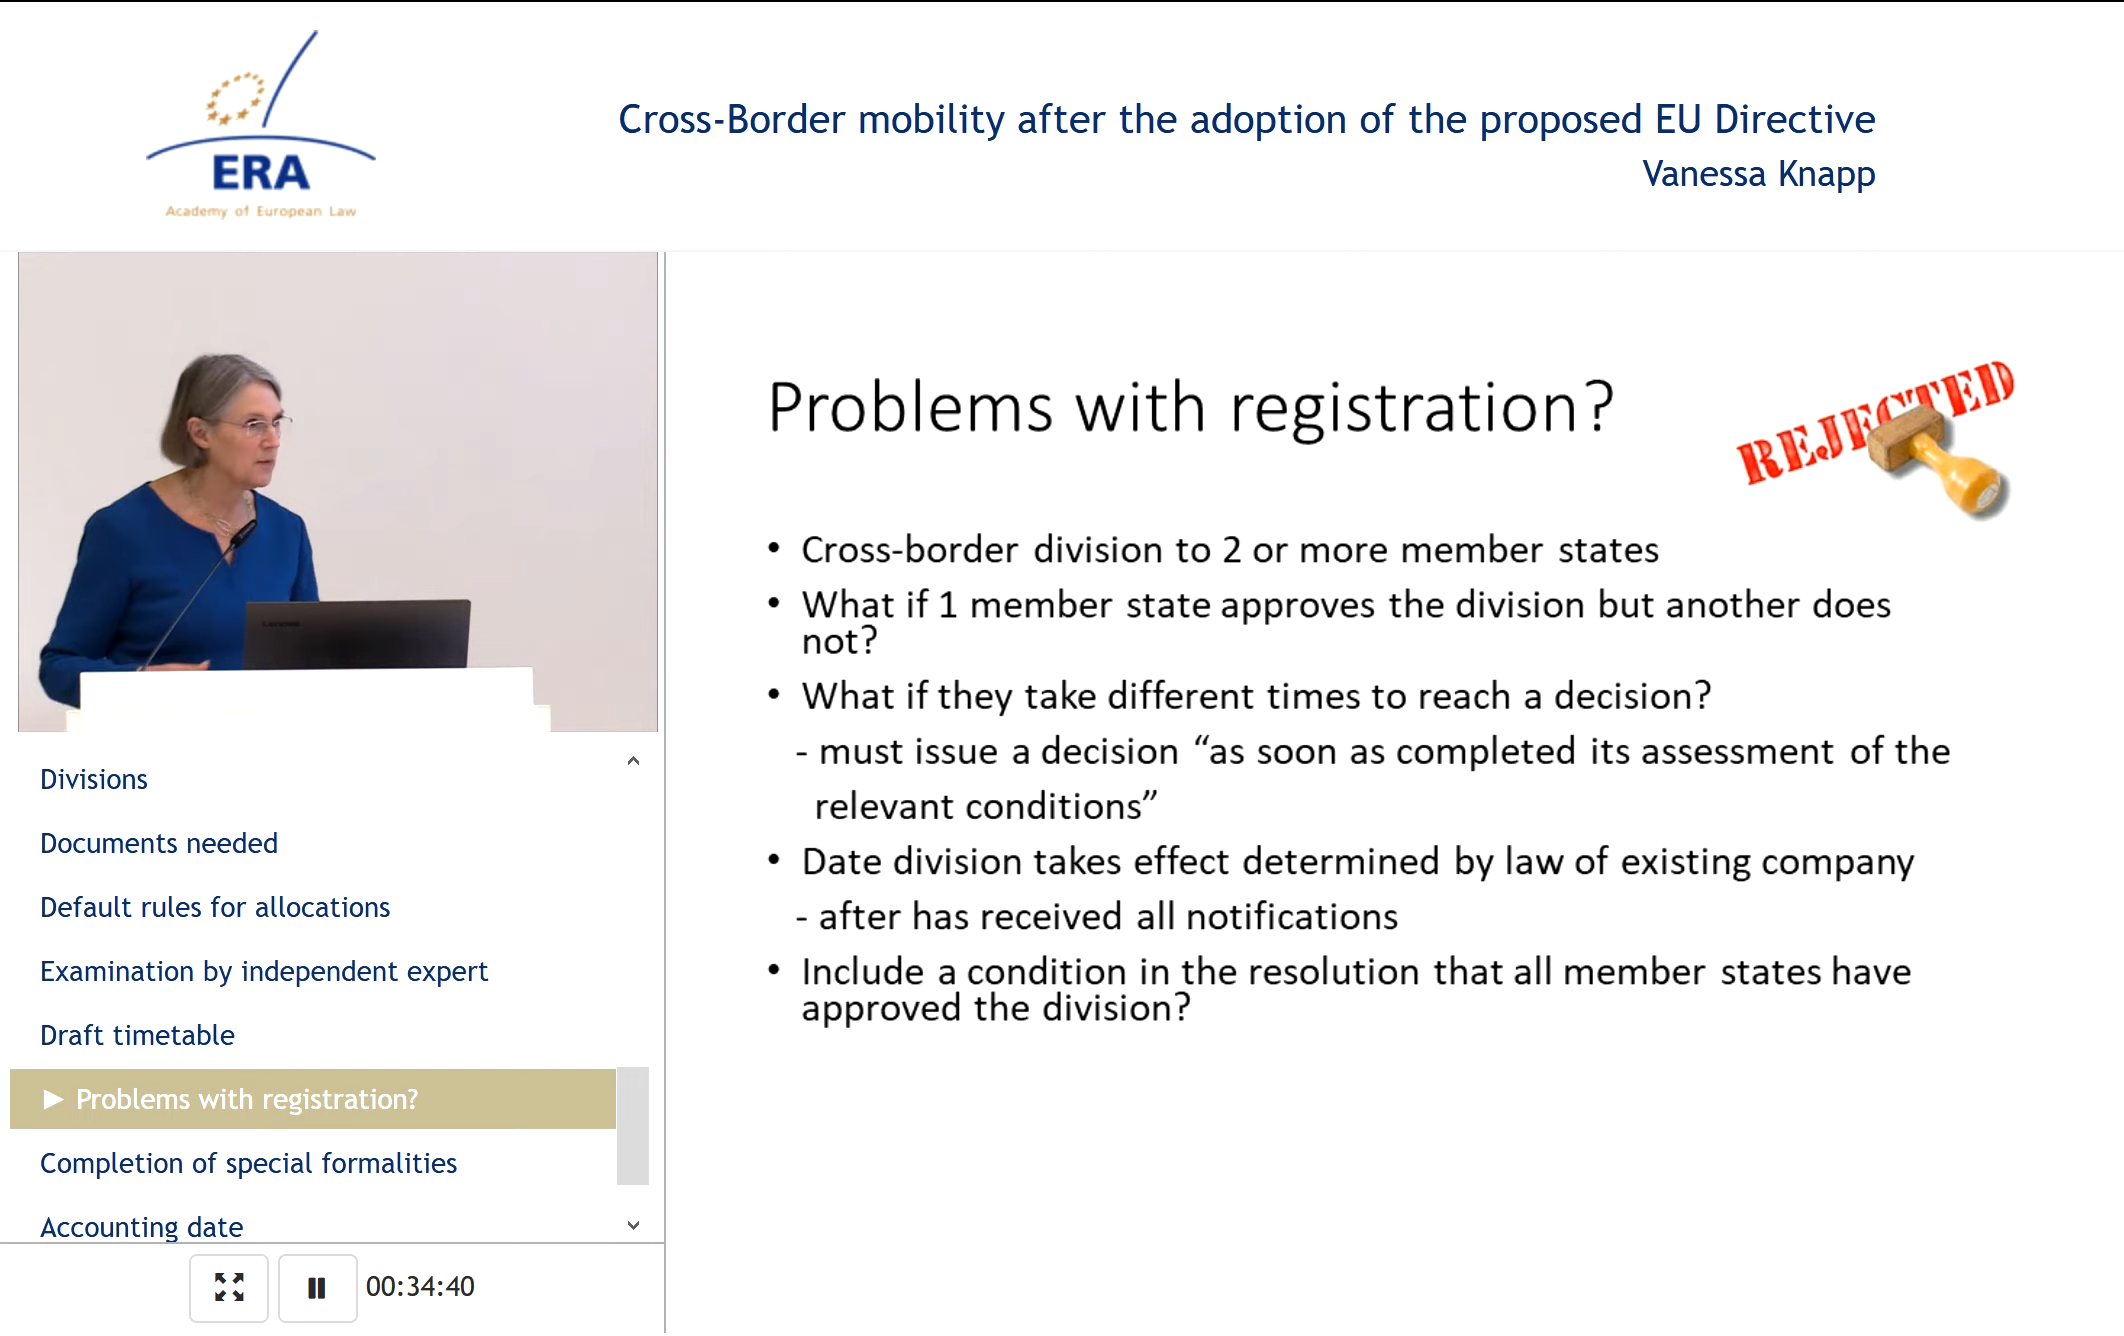 ERA
Academy of European Law
Cross-Border mobility after the adoption of the proposed EU Directive
Vanessa Knapp
Lenovo
Divisions
Documents needed
Default rules for allocations
Examination by independent expert
Draft timetable
► Problems with registration?
Completion of special formalities
Accounting date
00:34:40
Problems with registration?
REJECTED
• Cross-border division to 2 or more member states
• What if 1 member state approves the division but another does
not?
• What if they take different times to reach a decision?
- must issue a decision “as soon as completed its assessment of the
relevant conditions”
• Date division takes effect determined by law of existing company
- after has received all notifications
• Include a condition in the resolution that all member states have
approved the division?